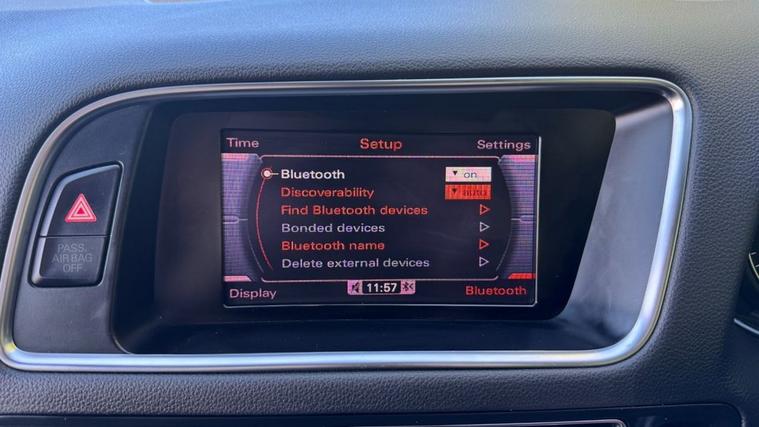 Time Setup Settings
Bluetooth on
Discoverability auto
Find Bluetooth devices
Bonded devices
Bluetooth name
Delete external devices
Display 11:57 Bluetooth
PASS.
AIR BAG
OFF